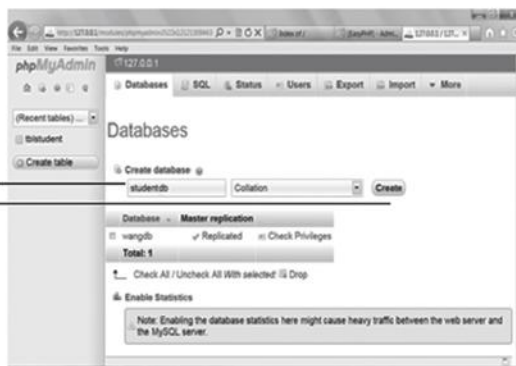 File Edit View Favorites Tools Help
phpMyAdmin
127.0.0.1
Databases SQL Status Users Export Import More
(Recent tables) ...
tblstudent
Create table
Databases
Create database
studentdb Collation Create
Database Master replication
wangdb Replicated Check Privileges
Total: 1
Check All / Uncheck All With selected: Drop
Enable Statistics
Note: Enabling the database statistics here might cause heavy traffic between the web server and
the MySQL server.